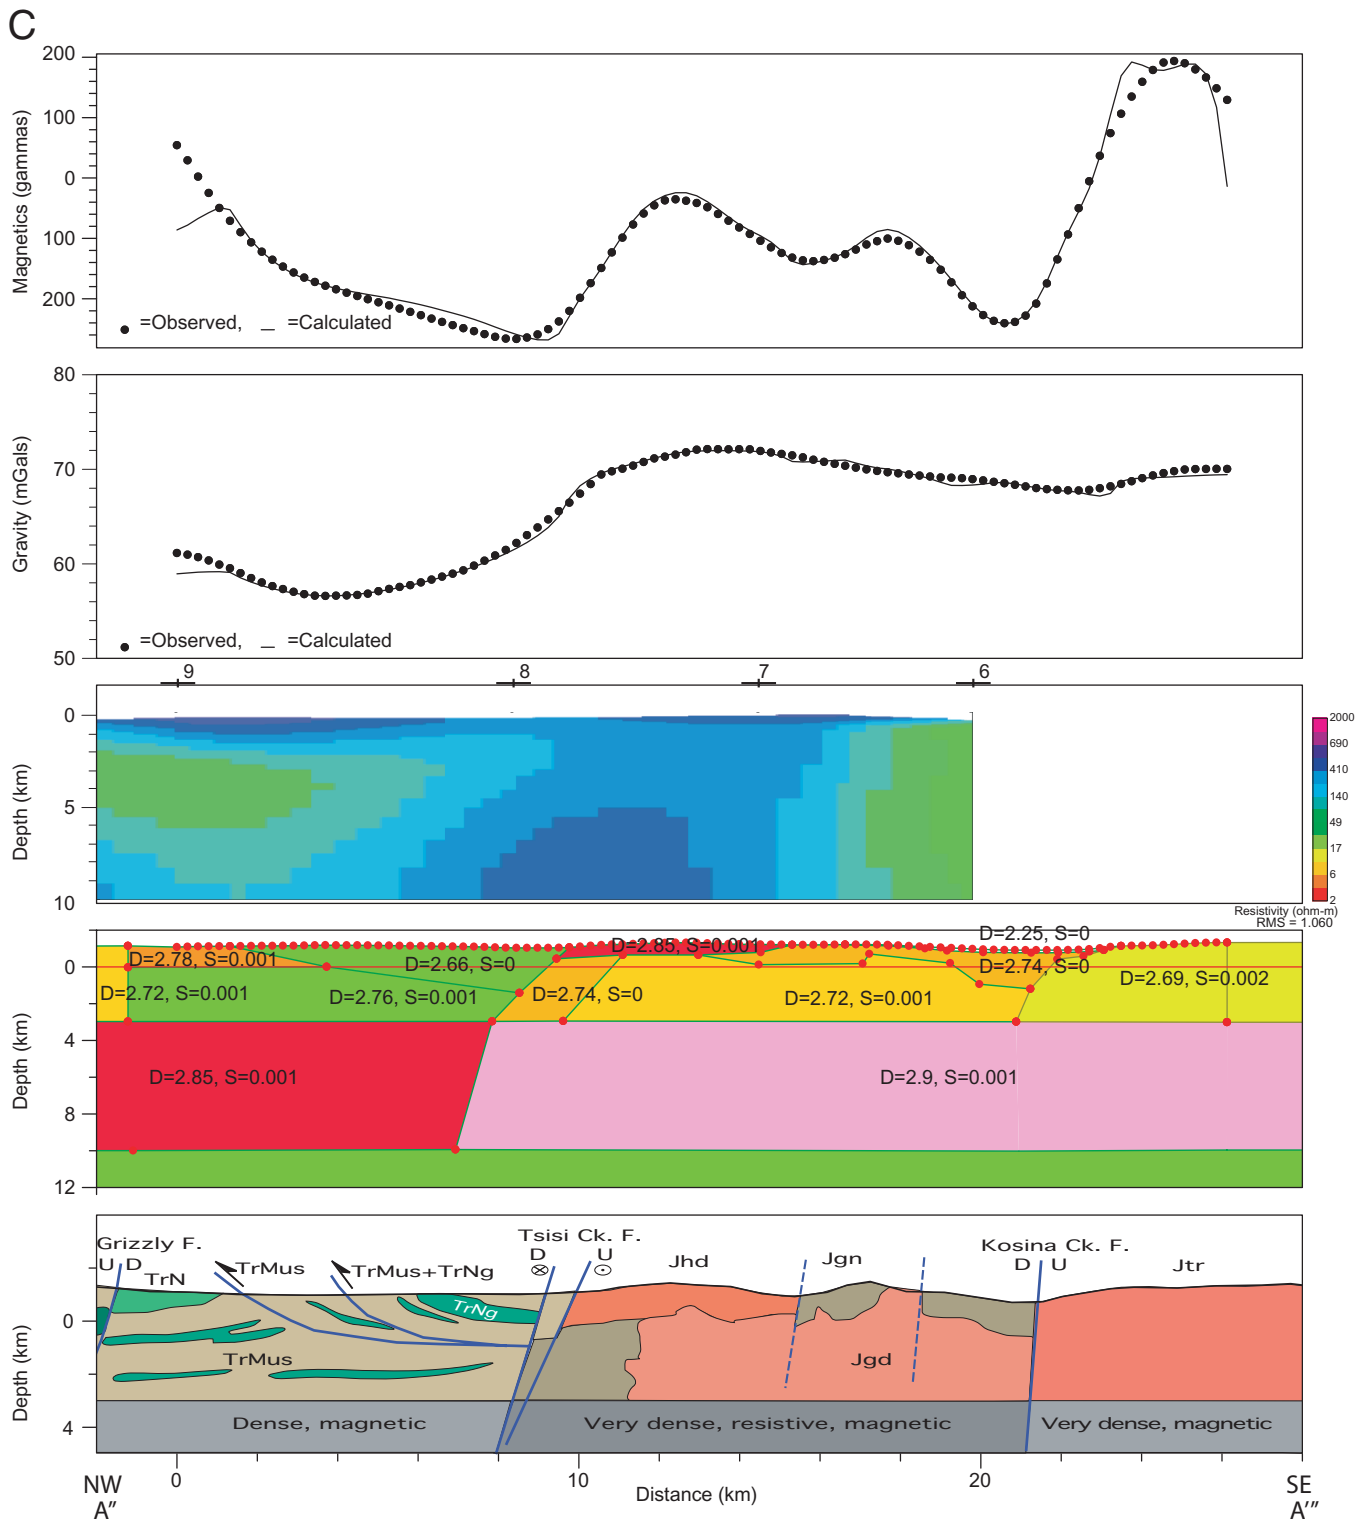 C
200
100
0
100
200
Magnetics (gammas)
=Observed, — =Calculated
80
70
60
50
Gravity (mGals)
=Observed, — =Calculated
9 8 7 6
0
5
10
Depth (km)
2000
690
410
140
49
17
6
2
Resistivity (ohm-m)
RMS = 1.060
D=2.25, S=0
D=2.85, S=0.001
D=2.78, S=0.001
D=2.66, S=0
D=2.74, S=0
D=2.69, S=0.002
D=2.72, S=0.001
D=2.76, S=0.001
D=2.74, S=0
D=2.72, S=0.001
D=2.85, S=0.001
D=2.9, S=0.001
0
4
8
12
Depth (km)
Grizzly F.
U D
TrN
TrMus
TrMus+TrNg
TrNg
TrMus
Tsisi Ck. F.
D U
Jhd
Jgn
Jgd
Kosina Ck. F.
D U
Jtr
Dense, magnetic
Very dense, resistive, magnetic
Very dense, magnetic
0
4
Depth (km)
0 10 20
Distance (km)
NW
A″
SE
A‴